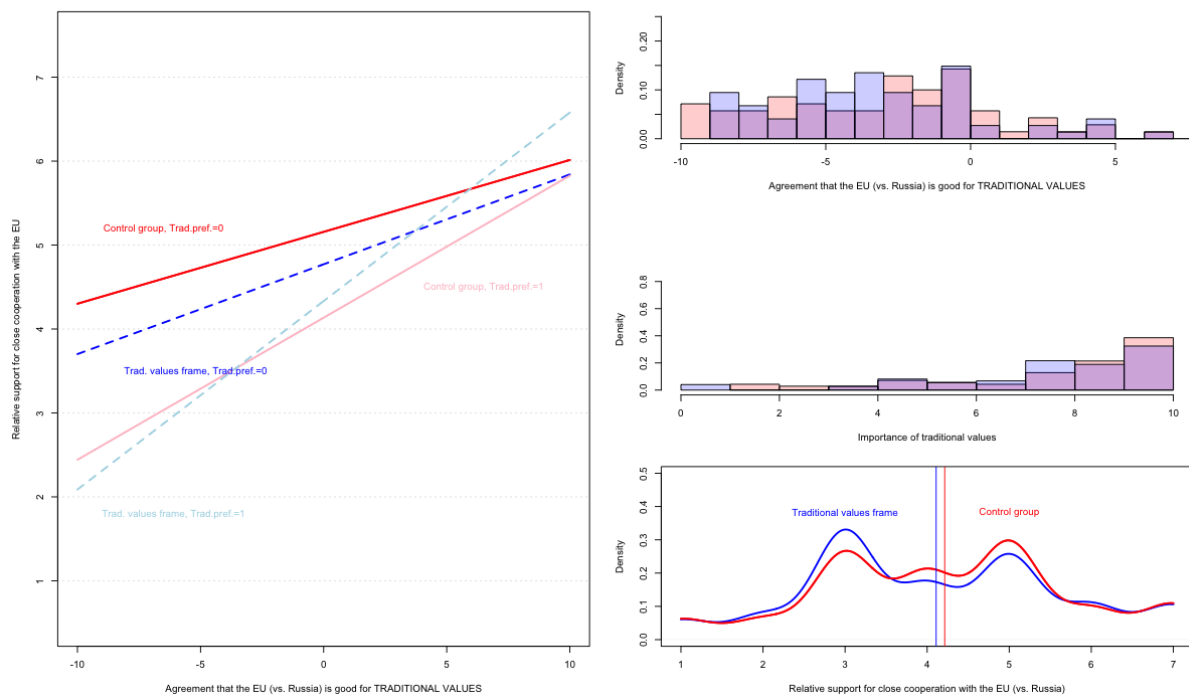 7
6
5
4
3
2
1
Relative support for close cooperation with the EU
Control group, Trad.pref.=0
Control group, Trad.pref.=1
Trad. values frame, Trad.pref.=0
Trad. values frame, Trad.pref.=1
-10 -5 0 5 10
Agreement that the EU (vs. Russia) is good for TRADITIONAL VALUES
0.20
0.10
0.00
Density
-10 -5 0 5
Agreement that the EU (vs. Russia) is good for TRADITIONAL VALUES
0.8
0.6
0.4
0.2
0.0
Density
0 2 4 6 8 10
Importance of traditional values
0.5
0.4
0.3
0.2
0.1
0.0
Density
Traditional values frame
Control group
1 2 3 4 5 6 7
Relative support for close cooperation with the EU (vs. Russia)